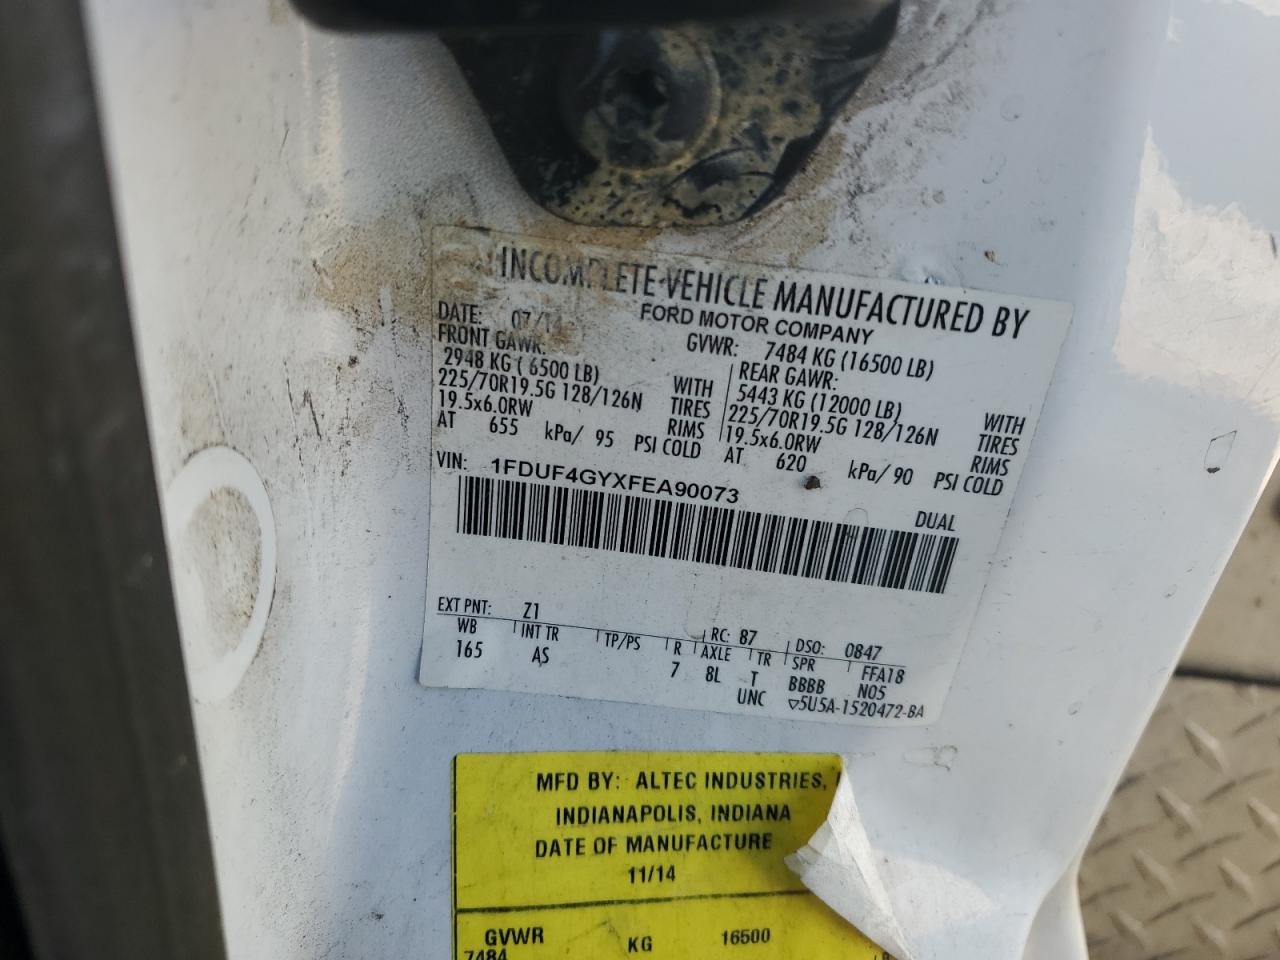 INCOMPLETE VEHICLE MANUFACTURED BY
FORD MOTOR COMPANY
DATE: 07/14 GVWR: 7484 KG (16500 LB)
FRONT GAWR: REAR GAWR:
2948 KG ( 6500 LB) WITH 5443 KG (12000 LB) WITH
225/70R19.5G 128/126N TIRES 225/70R19.5G 128/126N TIRES
19.5x6.0RW RIMS 19.5x6.0RW RIMS
AT 655 kPa/ 95 PSI COLD AT 620 kPa/ 90 PSI COLD
VIN: 1FDUF4GYXFEA90073
DUAL
EXT PNT: Z1 RC: 87 DSO: 0847
WB INT TR TP/PS R AXLE TR SPR FFA18
165 AS 7 8L T BBBB N05
UNC ▽5U5A-1520472-BA
MFD BY: ALTEC INDUSTRIES,
INDIANAPOLIS, INDIANA
DATE OF MANUFACTURE
11/14
GVWR KG 16500
7484